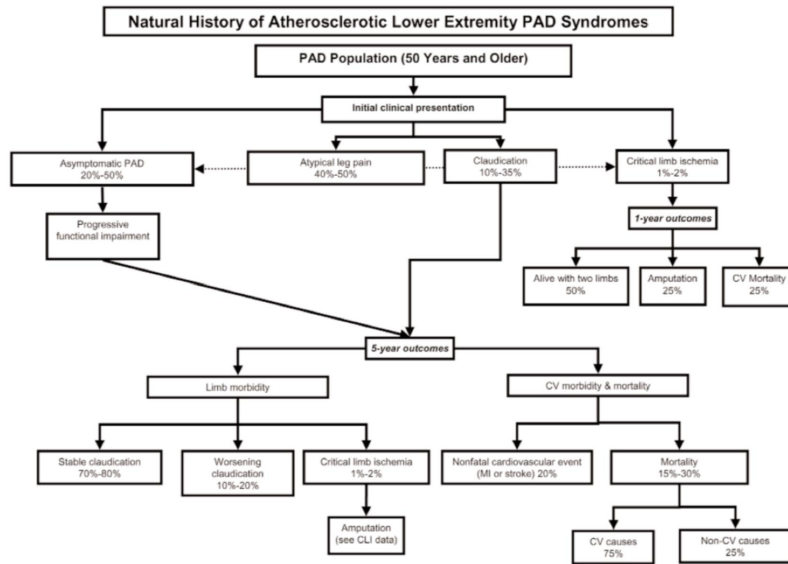 Natural History of Atherosclerotic Lower Extremity PAD Syndromes
PAD Population (50 Years and Older)
Initial clinical presentation
Asymptomatic PAD
20%-50%
Atypical leg pain
40%-50%
Claudication
10%-35%
Critical limb ischemia
1%-2%
Progressive
functional impairment
1-year outcomes
Alive with two limbs
50%
Amputation
25%
CV Mortality
25%
5-year outcomes
Limb morbidity
CV morbidity & mortality
Stable claudication
70%-80%
Worsening
claudication
10%-20%
Critical limb ischemia
1%-2%
Nonfatal cardiovascular event
(MI or stroke) 20%
Mortality
15%-30%
Amputation
(see CLI data)
CV causes
75%
Non-CV causes
25%